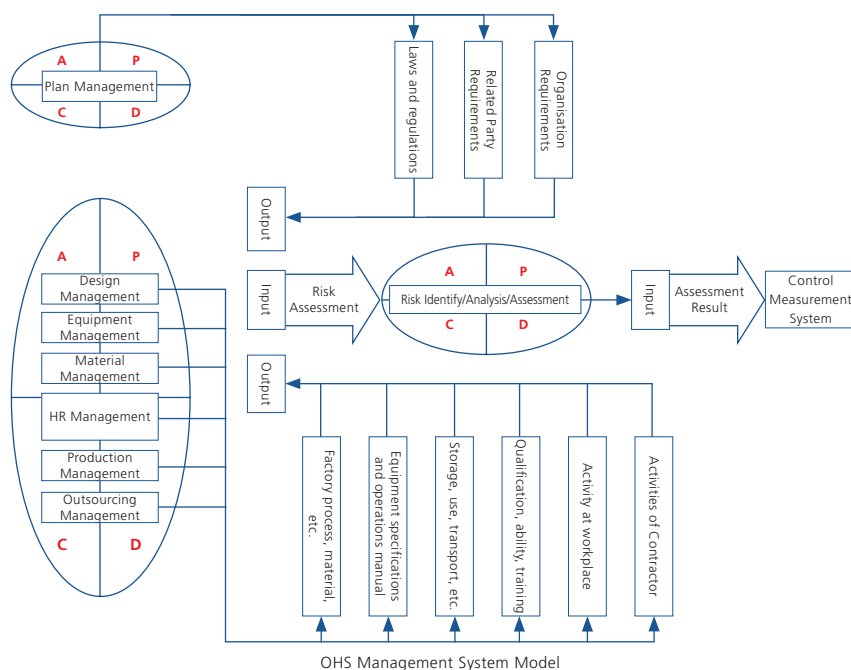 A
P
Plan Management
C
D
Laws and regulations
Related Party
Requirements
Organisation
Requirements
Output
A
P
Design
Management
Equipment
Management
Material
Management
HR Management
Production
Management
Outsourcing
Management
C
D
Input
Risk
Assessment
A
P
Risk Identify/Analysis/Assessment
C
D
Input
Assessment
Result
Control
Measurement
System
Output
Factory process, material,
etc.
Equipment specifications
and operations manual
Storage, use, transport, etc.
Qualification, ability, training
Activity at workplace
Activities of Contractor
OHS Management System Model